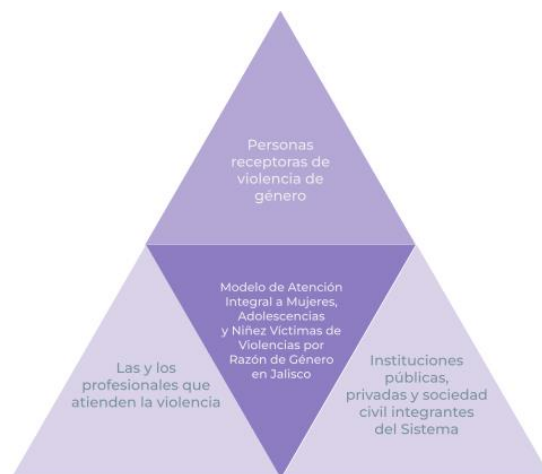 Personas
receptoras de
violencia de
género
Modelo de Atención
Integral a Mujeres,
Adolescencias
y Niñez Víctimas de
Violencias por
Razón de Género
en Jalisco
Las y los
profesionales que
atienden la violencia
Instituciones
públicas,
privadas y sociedad
civil integrantes
del Sistema